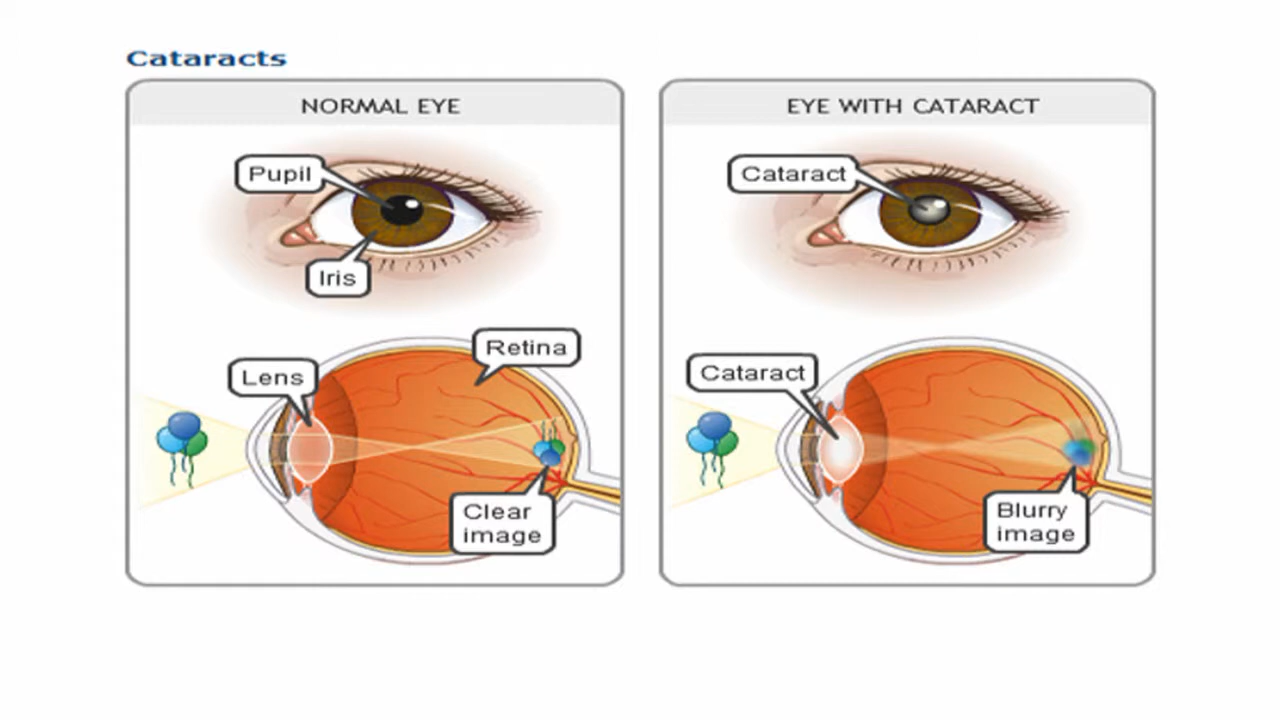 Cataracts
NORMAL EYE
Pupil
Iris
Retina
Lens
Clear
image
EYE WITH CATARACT
Cataract
Cataract
Blurry
image